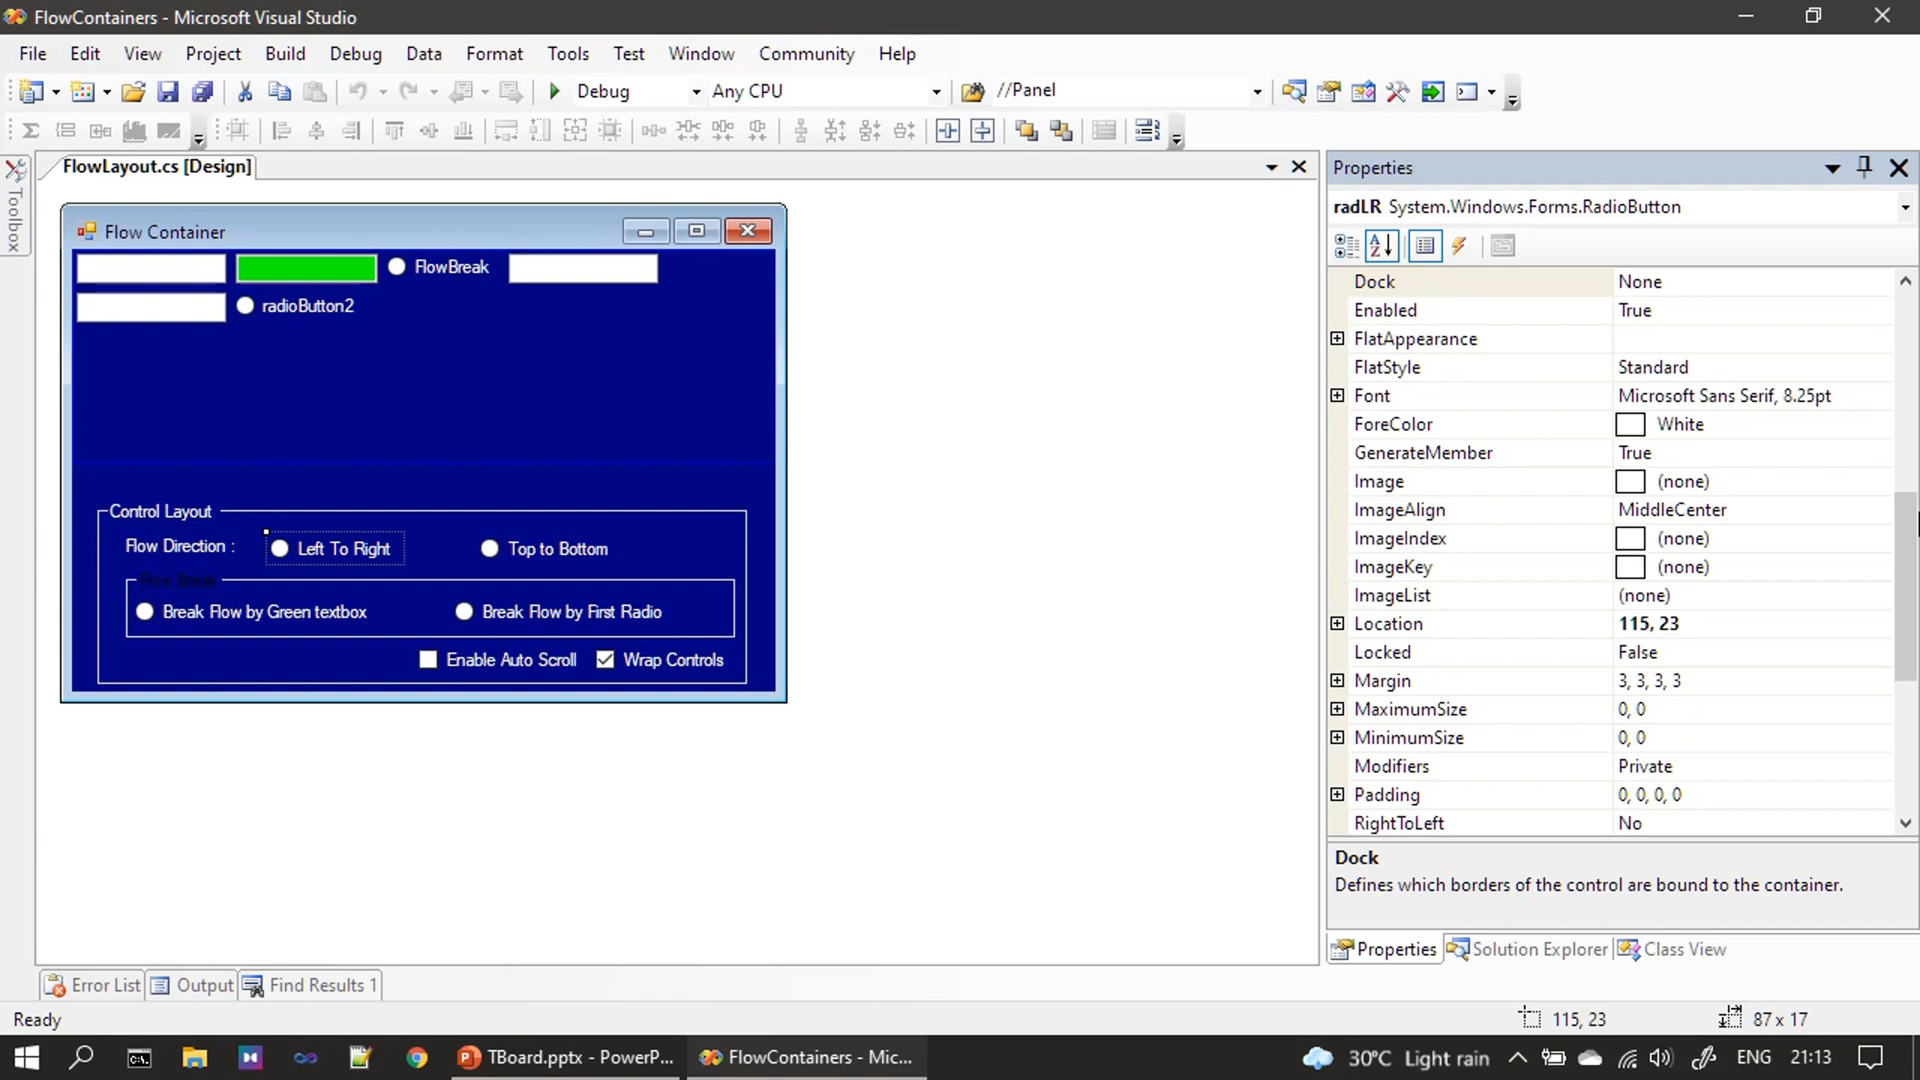 FlowContainers - Microsoft Visual Studio
File Edit View Project Build Debug Data Format Tools Test Window Community Help
Debug Any CPU //Panel
Toolbox
FlowLayout.cs [Design]
Flow Container
FlowBreak
radioButton2
Control Layout
Flow Direction : Left To Right Top to Bottom
Flow Break
Break Flow by Green textbox Break Flow by First Radio
Enable Auto Scroll Wrap Controls
Properties
radLR System.Windows.Forms.RadioButton
Dock None
Enabled True
FlatAppearance
FlatStyle Standard
Font Microsoft Sans Serif, 8.25pt
ForeColor White
GenerateMember True
Image (none)
ImageAlign MiddleCenter
ImageIndex (none)
ImageKey (none)
ImageList (none)
Location 115, 23
Locked False
Margin 3, 3, 3, 3
MaximumSize 0, 0
MinimumSize 0, 0
Modifiers Private
Padding 0, 0, 0, 0
RightToLeft No
Dock
Defines which borders of the control are bound to the container.
Properties Solution Explorer Class View
Error List Output Find Results 1
Ready 115, 23 87 x 17
TBoard.pptx - PowerP... FlowContainers - Mic... 30°C Light rain ENG 21:13